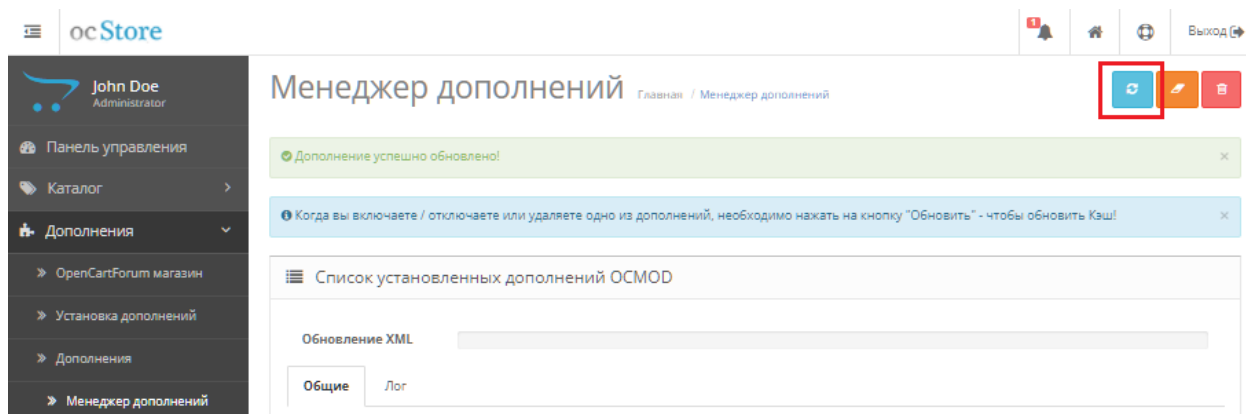 ocStore
1
Выход
John Doe
Administrator
Менеджер дополнений
Главная / Менеджер дополнений
Панель управления
Дополнение успешно обновлено!
Каталог
Когда вы включаете / отключаете или удаляете одно из дополнений, необходимо нажать на кнопку "Обновить" - чтобы обновить Кэш!
Дополнения
OpenCartForum магазин
Список установленных дополнений OCMOD
Установка дополнений
Обновление XML
Дополнения
Общие Лог
Менеджер дополнений